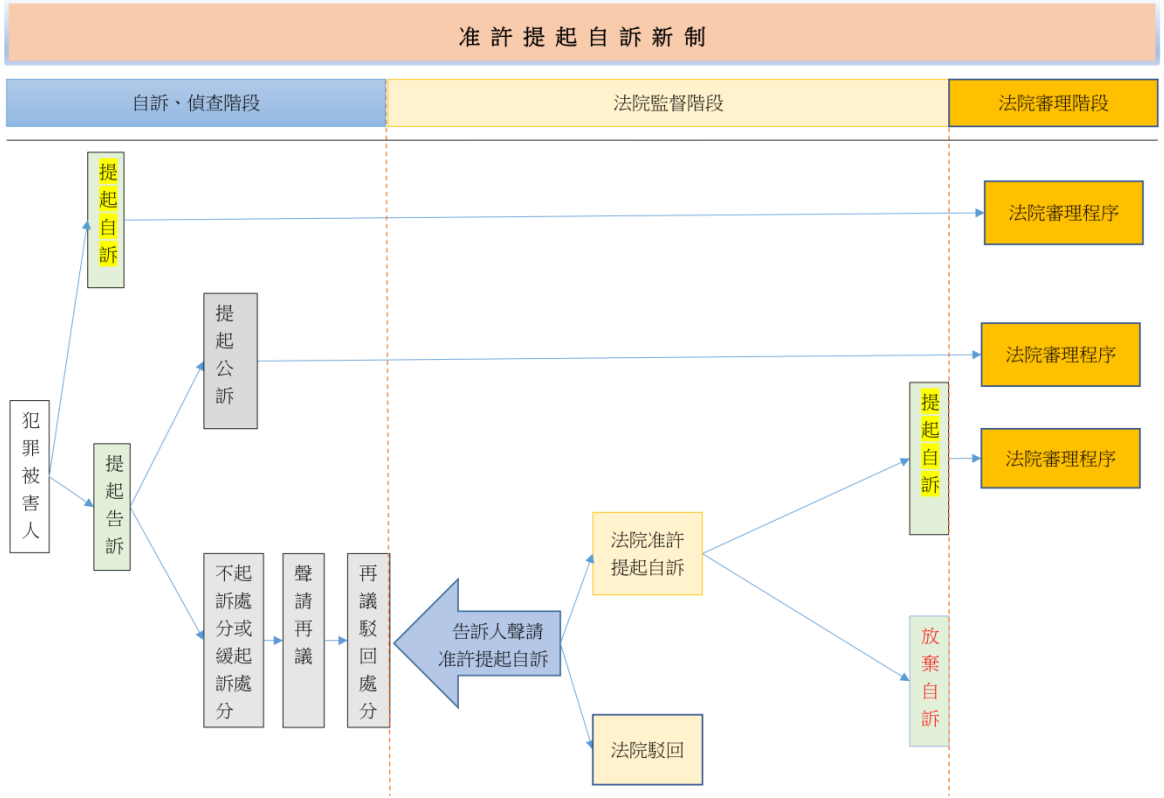 准許提起自訴新制
自訴、偵查階段
法院監督階段
法院審理階段
提起自訴
法院審理程序
提起公訴
法院審理程序
犯罪被害人
提起告訴
提起自訴
法院審理程序
不起
訴處
分或
緩起
訴處
分
聲請再議
再議駁回處分
告訴人聲請
准許提起自訴
法院准許
提起自訴
放棄自訴
法院駁回